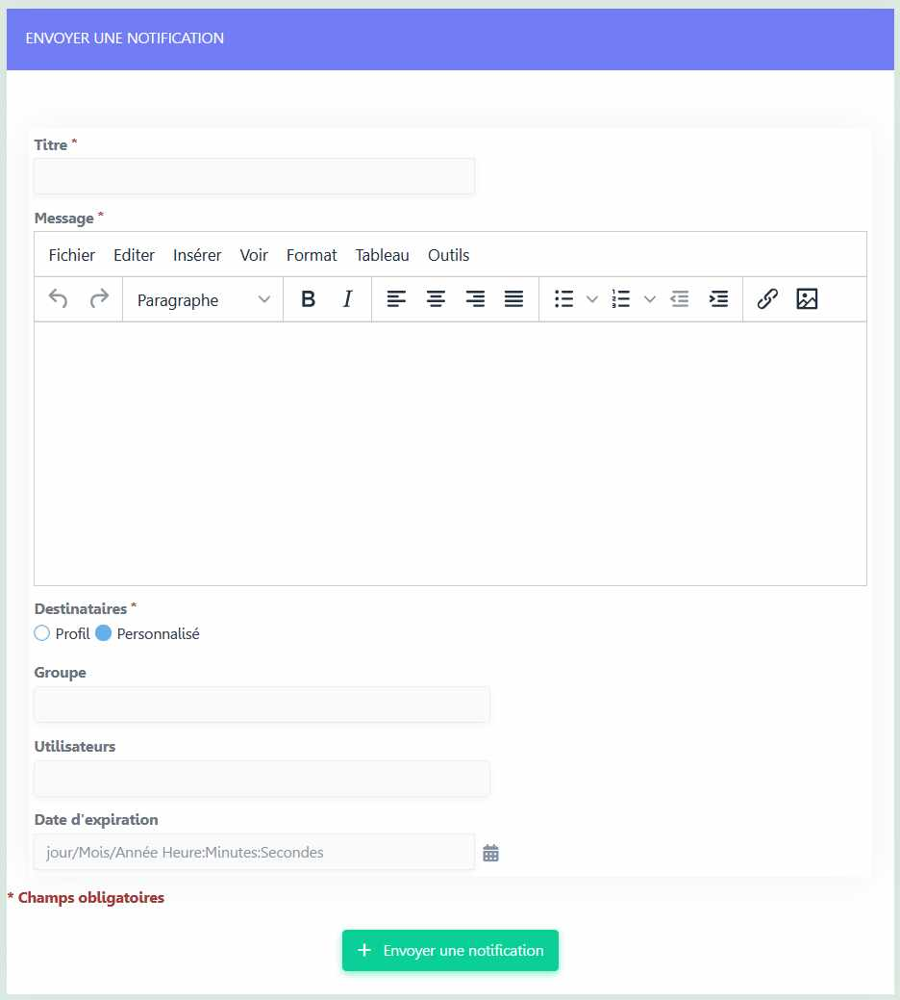 ENVOYER UNE NOTIFICATION
Titre *
Message *
Fichier Editer Insérer Voir Format Tableau Outils
Paragraphe B I
Destinataires *
Profil Personnalisé
Groupe
Utilisateurs
Date d'expiration
jour/Mois/Année Heure:Minutes:Secondes
* Champs obligatoires
+ Envoyer une notification